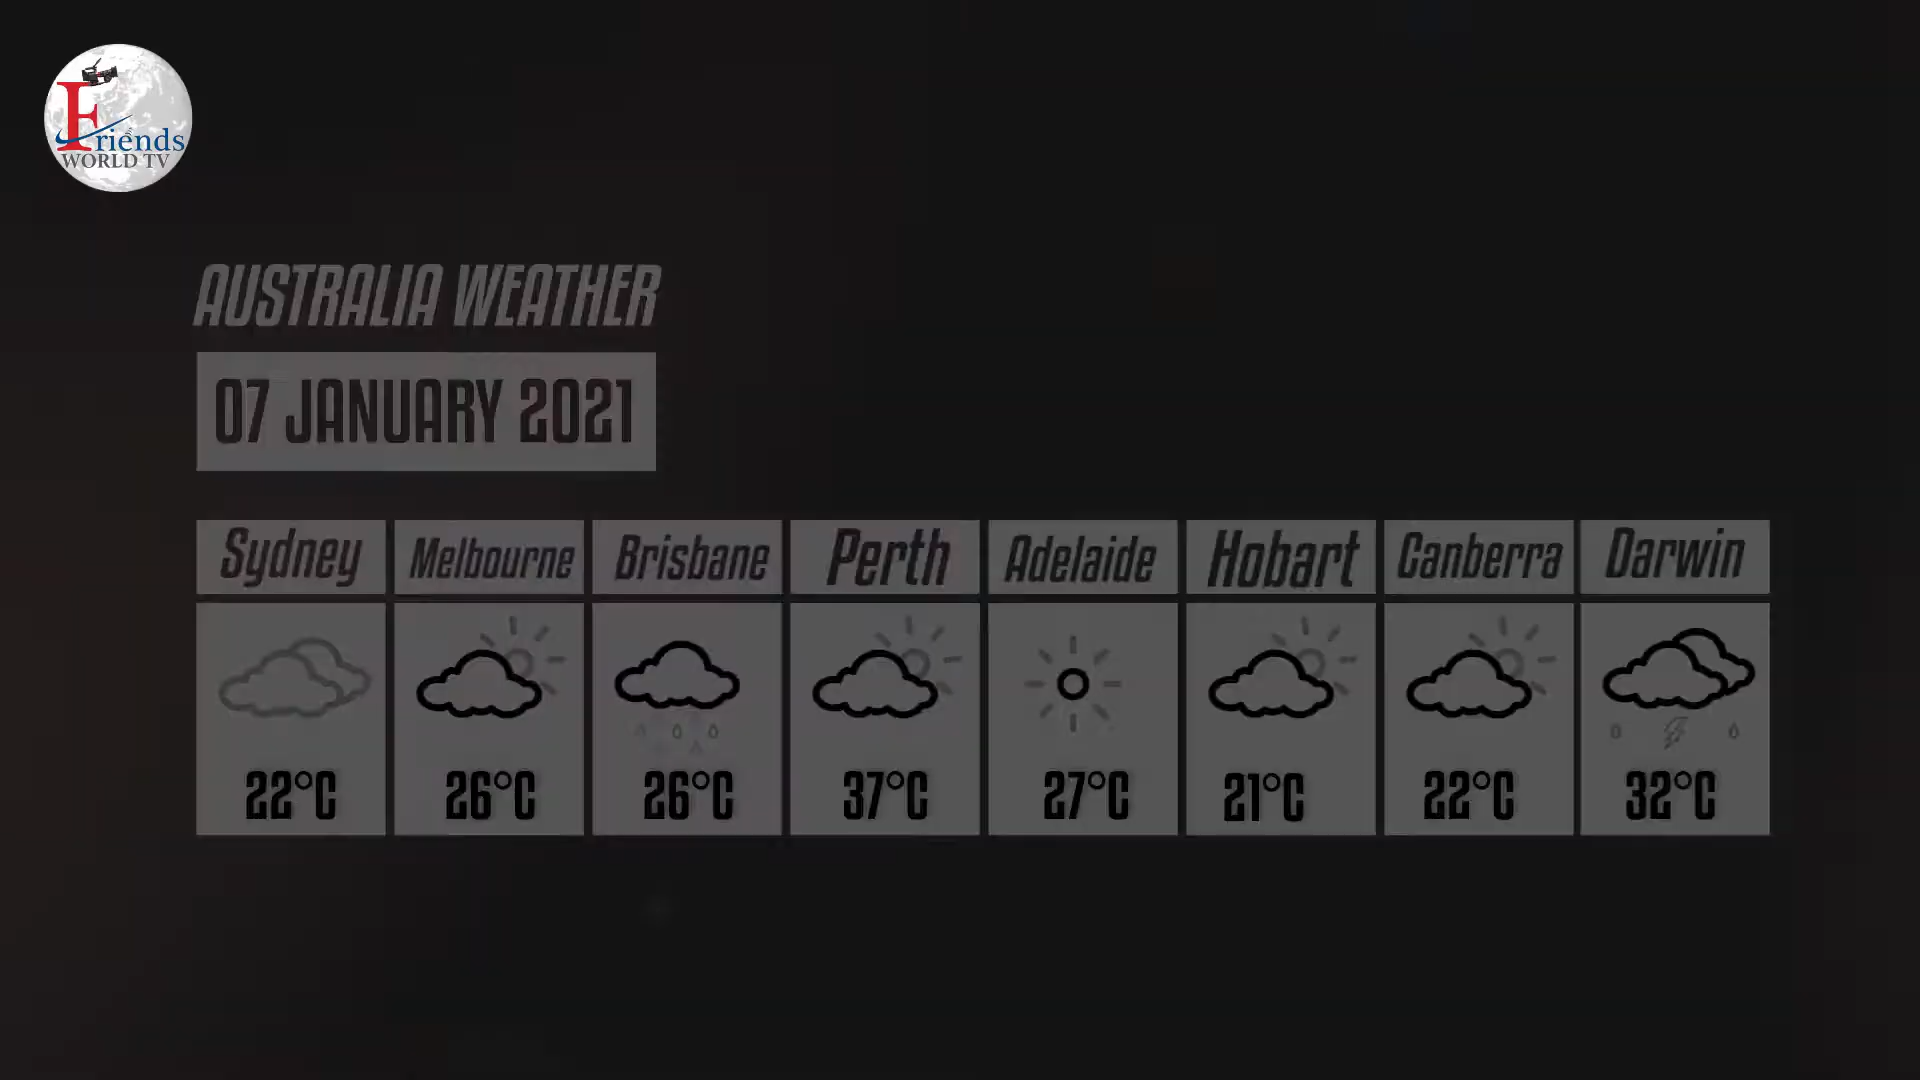 Friends
WORLD TV
AUSTRALIA WEATHER
07 JANUARY 2021
Sydney Melbourne Brisbane Perth Adelaide Hobart Canberra Darwin
22°C 26°C 26°C 37°C 27°C 21°C 22°C 32°C